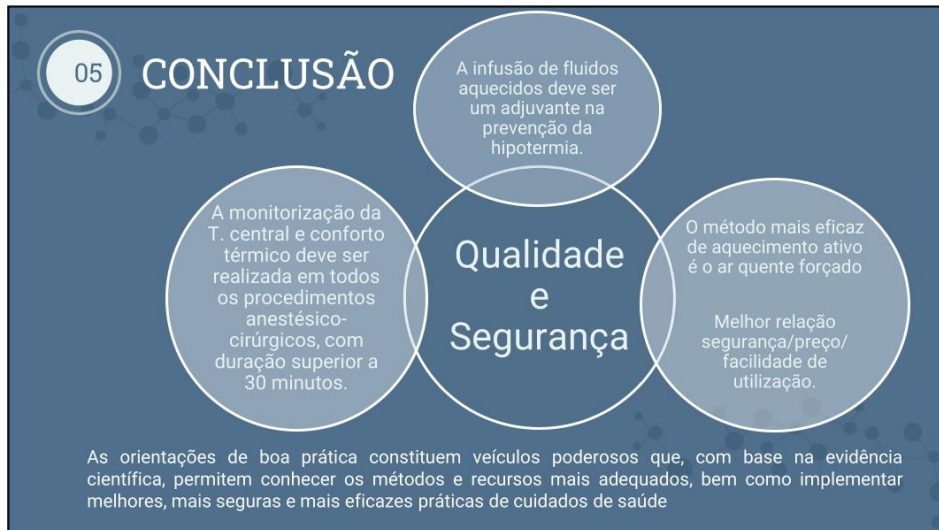 05
CONCLUSÃO
A infusão de fluidos
aquecidos deve ser
um adjuvante na
prevenção da
hipotermia.
A monitorização da
T. central e conforto
térmico deve ser
realizada em todos
os procedimentos
anestésico-
cirúrgicos, com
duração superior a
30 minutos.
Qualidade
e
Segurança
O método mais eficaz
de aquecimento ativo
é o ar quente forçado
Melhor relação
segurança/preço/
facilidade de
utilização.
As orientações de boa prática constituem veículos poderosos que, com base na evidência
científica, permitem conhecer os métodos e recursos mais adequados, bem como implementar
melhores, mais seguras e mais eficazes práticas de cuidados de saúde